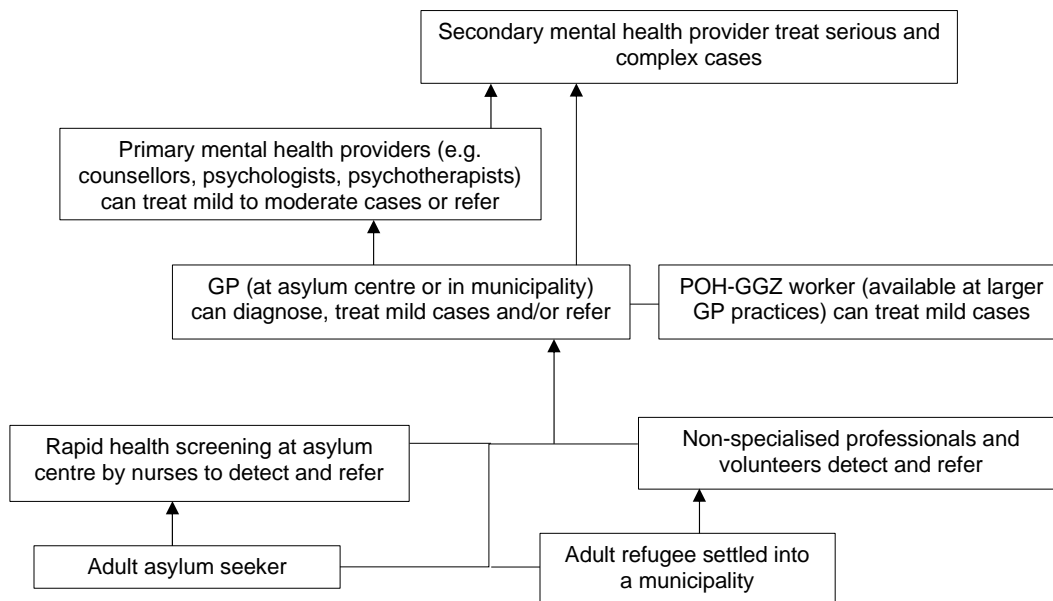 Secondary mental health provider treat serious and
complex cases
Primary mental health providers (e.g.
counsellors, psychologists, psychotherapists)
can treat mild to moderate cases or refer
GP (at asylum centre or in municipality)
can diagnose, treat mild cases and/or refer
POH-GGZ worker (available at larger
GP practices) can treat mild cases
Rapid health screening at asylum
centre by nurses to detect and refer
Non-specialised professionals and
volunteers detect and refer
Adult asylum seeker
Adult refugee settled into
a municipality